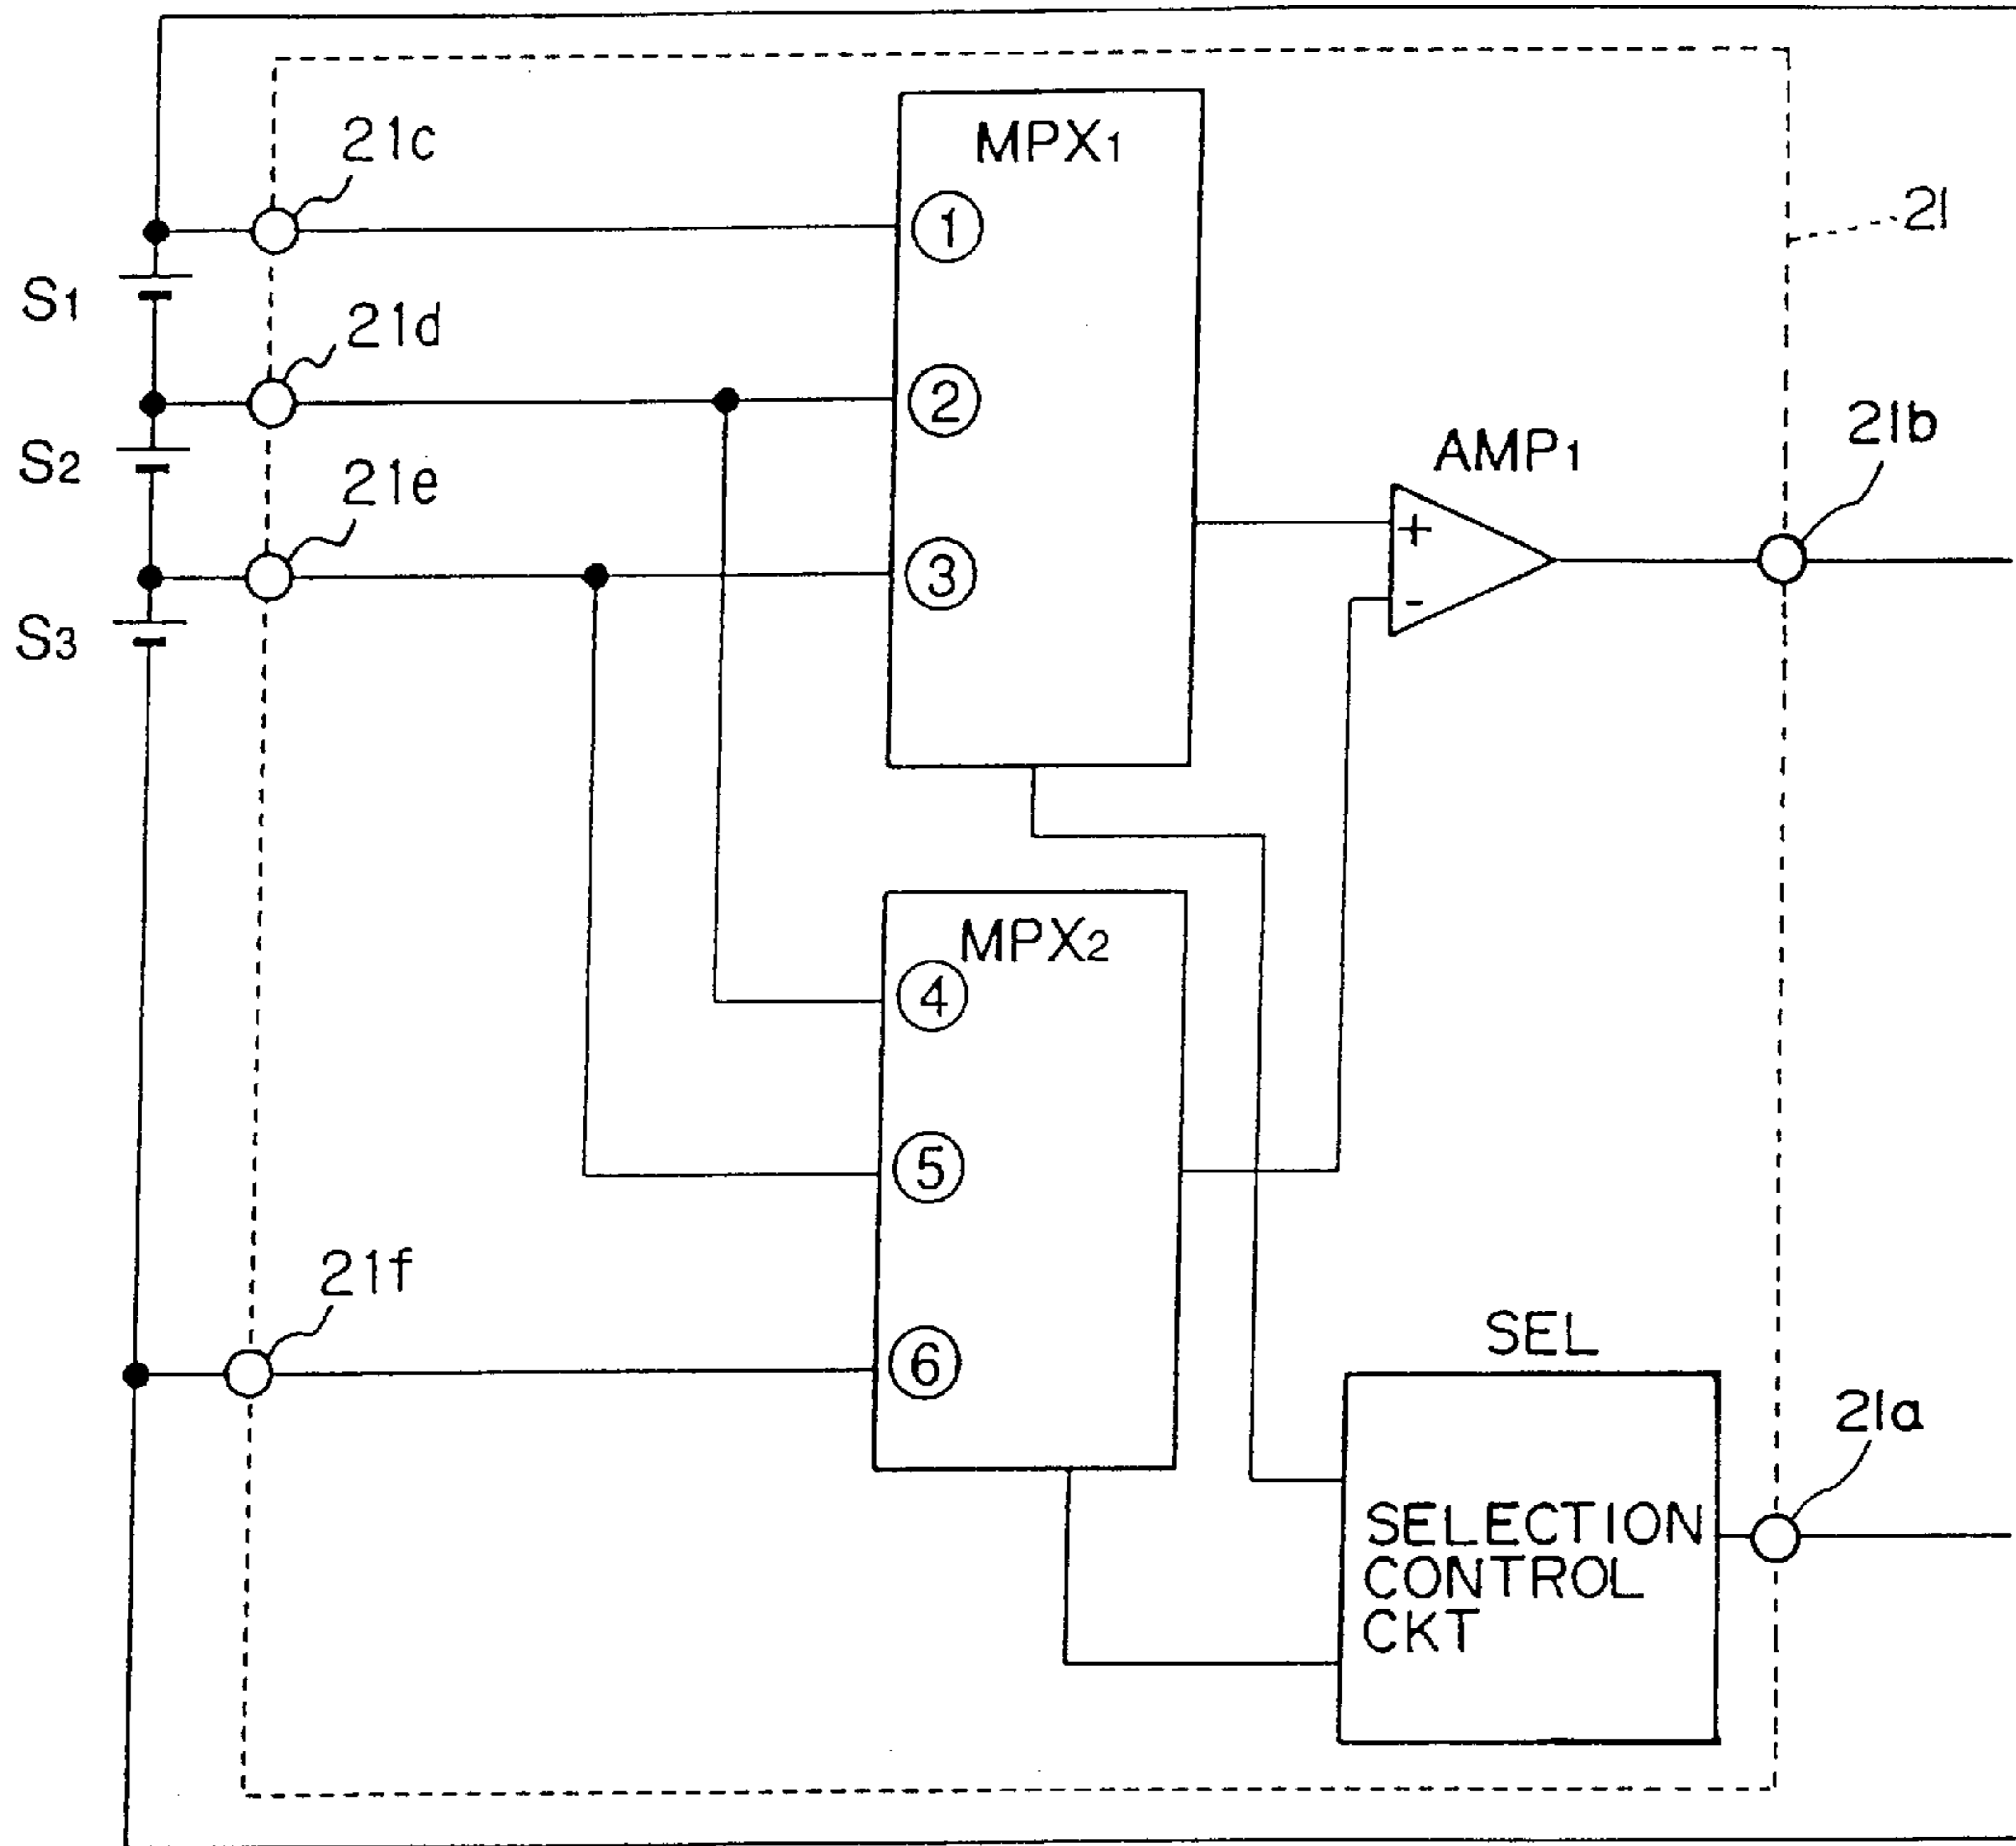 MPX1
21c
21
①
S1
21d
②
21b
AMP1
S2
21e
+
③
-
S3
MPX2
④
⑤
21f
SEL
⑥
21a
SELECTION
CONTROL
CKT